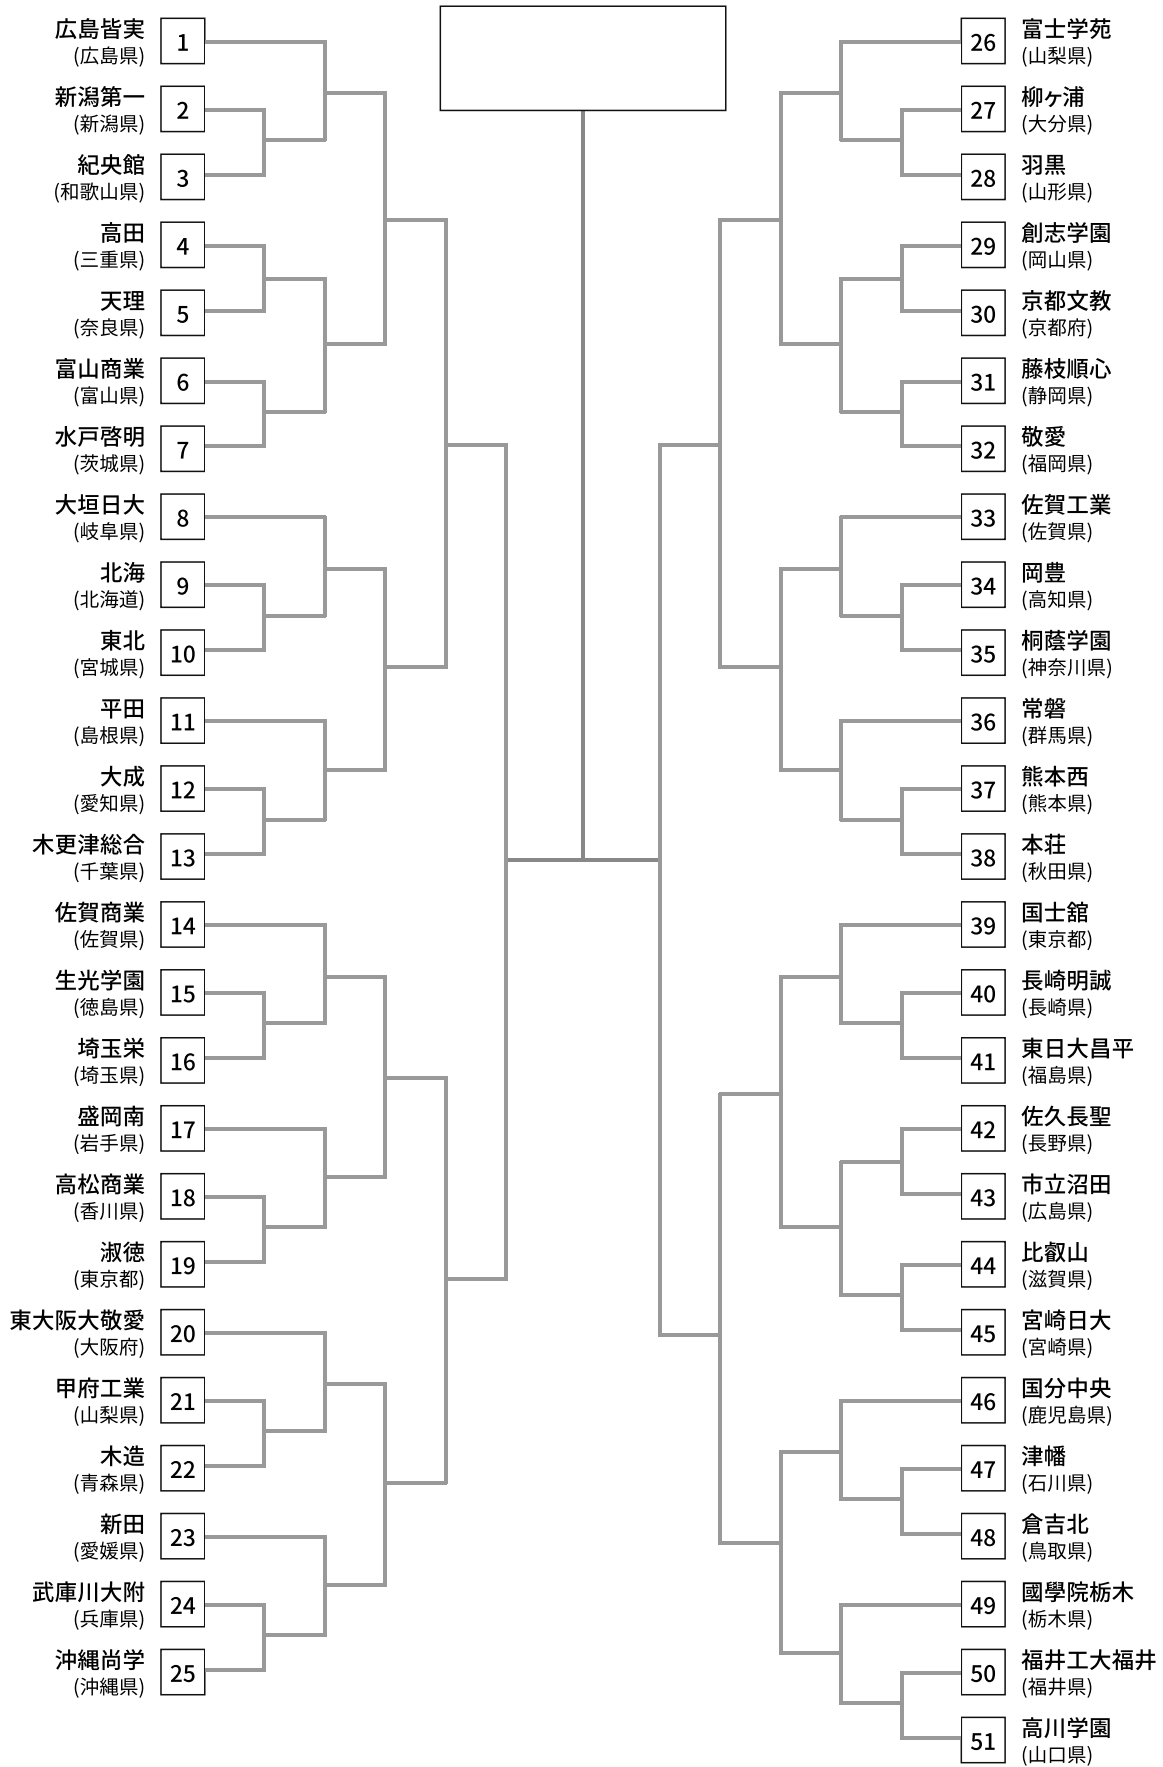 広島皆実
(広島県)
1
新潟第一
(新潟県)
2
紀央館
(和歌山県)
3
高田
(三重県)
4
天理
(奈良県)
5
富山商業
(富山県)
6
水戸啓明
(茨城県)
7
大垣日大
(岐阜県)
8
北海
(北海道)
9
東北
(宮城県)
10
平田
(島根県)
11
大成
(愛知県)
12
木更津総合
(千葉県)
13
佐賀商業
(佐賀県)
14
生光学園
(徳島県)
15
埼玉栄
(埼玉県)
16
盛岡南
(岩手県)
17
高松商業
(香川県)
18
淑徳
(東京都)
19
東大阪大敬愛
(大阪府)
20
甲府工業
(山梨県)
21
木造
(青森県)
22
新田
(愛媛県)
23
武庫川大附
(兵庫県)
24
沖縄尚学
(沖縄県)
25
26
富士学苑
(山梨県)
27
柳ヶ浦
(大分県)
28
羽黒
(山形県)
29
創志学園
(岡山県)
30
京都文教
(京都府)
31
藤枝順心
(静岡県)
32
敬愛
(福岡県)
33
佐賀工業
(佐賀県)
34
岡豊
(高知県)
35
桐蔭学園
(神奈川県)
36
常磐
(群馬県)
37
熊本西
(熊本県)
38
本荘
(秋田県)
39
国士舘
(東京都)
40
長崎明誠
(長崎県)
41
東日大昌平
(福島県)
42
佐久長聖
(長野県)
43
市立沼田
(広島県)
44
比叡山
(滋賀県)
45
宮崎日大
(宮崎県)
46
国分中央
(鹿児島県)
47
津幡
(石川県)
48
倉吉北
(鳥取県)
49
國學院栃木
(栃木県)
50
福井工大福井
(福井県)
51
高川学園
(山口県)